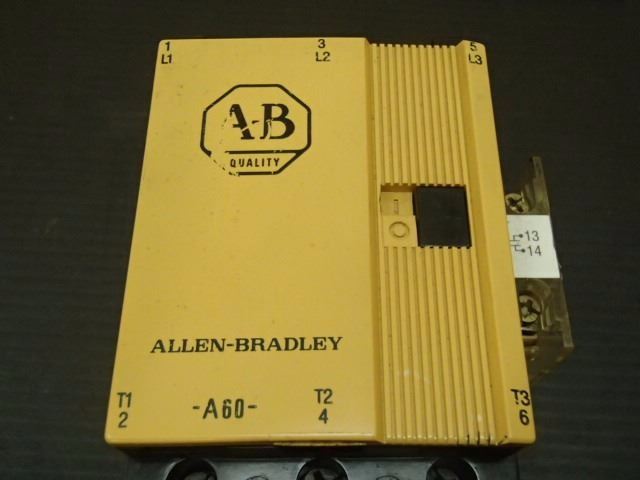 1 3 5
L1 L2 L3
A-B
QUALITY
I
O
13
14
ALLEN-BRADLEY
T1 -A60- T2 T3
2 4 6